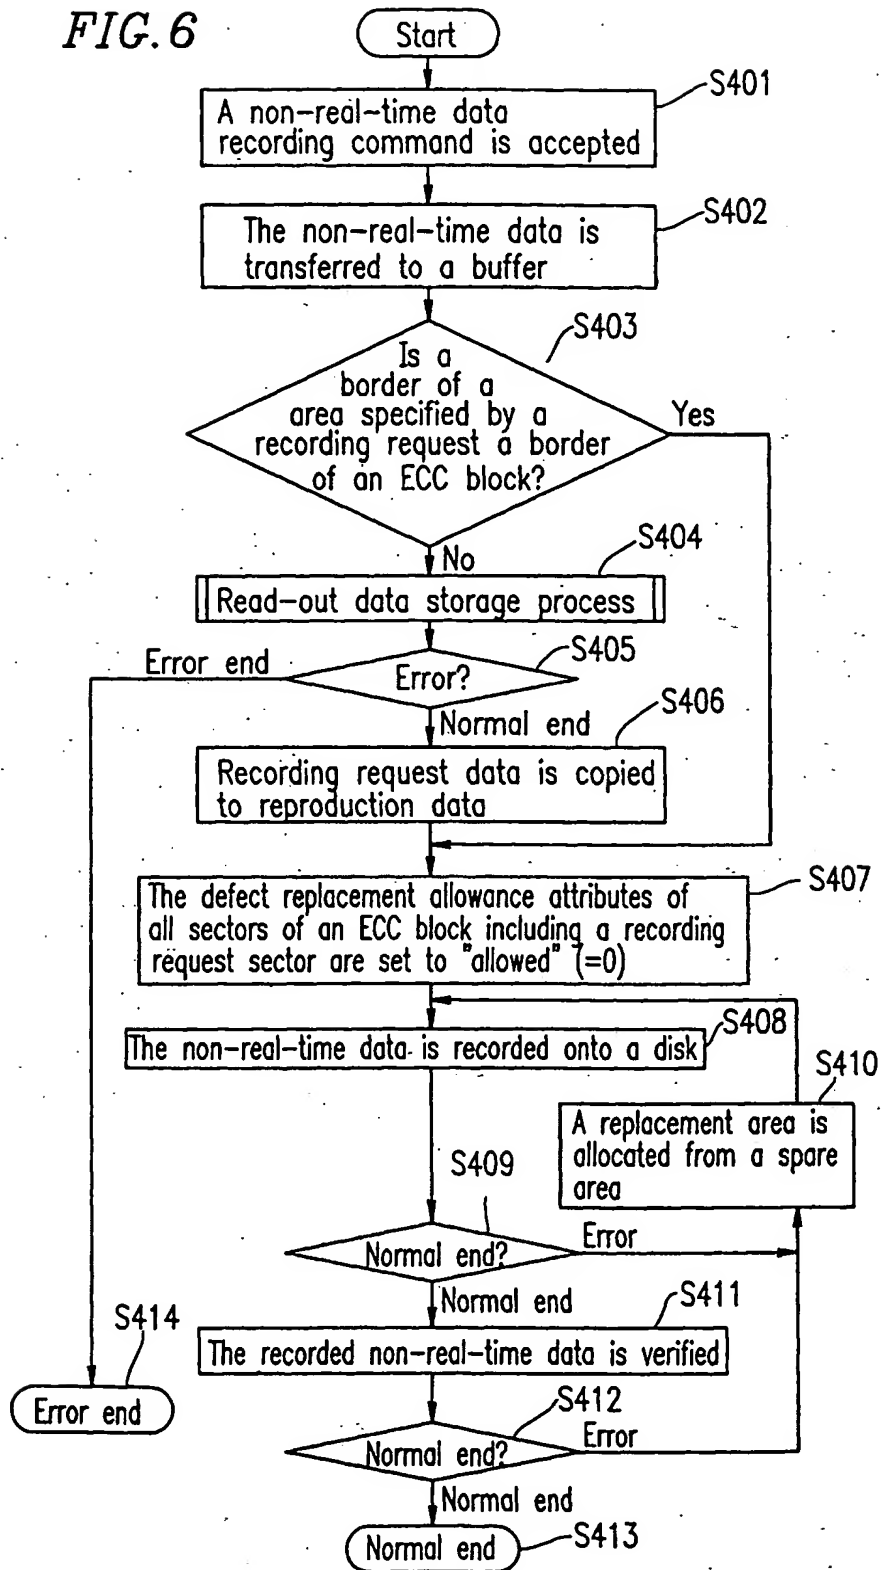 FIG. 6
Start
S401
A non-real-time data
recording command is accepted
S402
The non-real-time data is
transferred to a buffer
S403
Is a
border of a
area specified by a
recording request a border
of an ECC block?
Yes
No
S404
Read-out data storage process
S405
Error end
Error?
Normal end
S406
Recording request data is copied
to reproduction data
S407
The defect replacement allowance attributes of
all sectors of an ECC block including a recording
request sector are set to "allowed" (=0)
S408
The non-real-time data is recorded onto a disk
S410
A replacement area is
allocated from a spare
area
S409
Normal end?
Error
Normal end
S411
The recorded non-real-time data is verified
S414
Error end
S412
Normal end?
Error
Normal end
S413
Normal end